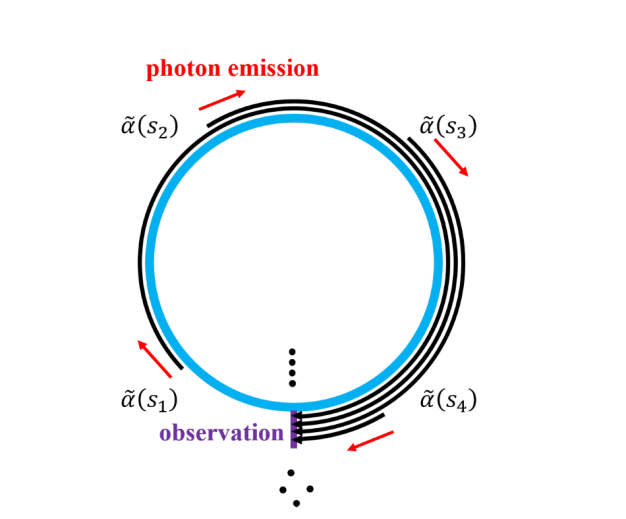 photon emission
α̃(s₂)
α̃(s₃)
α̃(s₁)
α̃(s₄)
observation